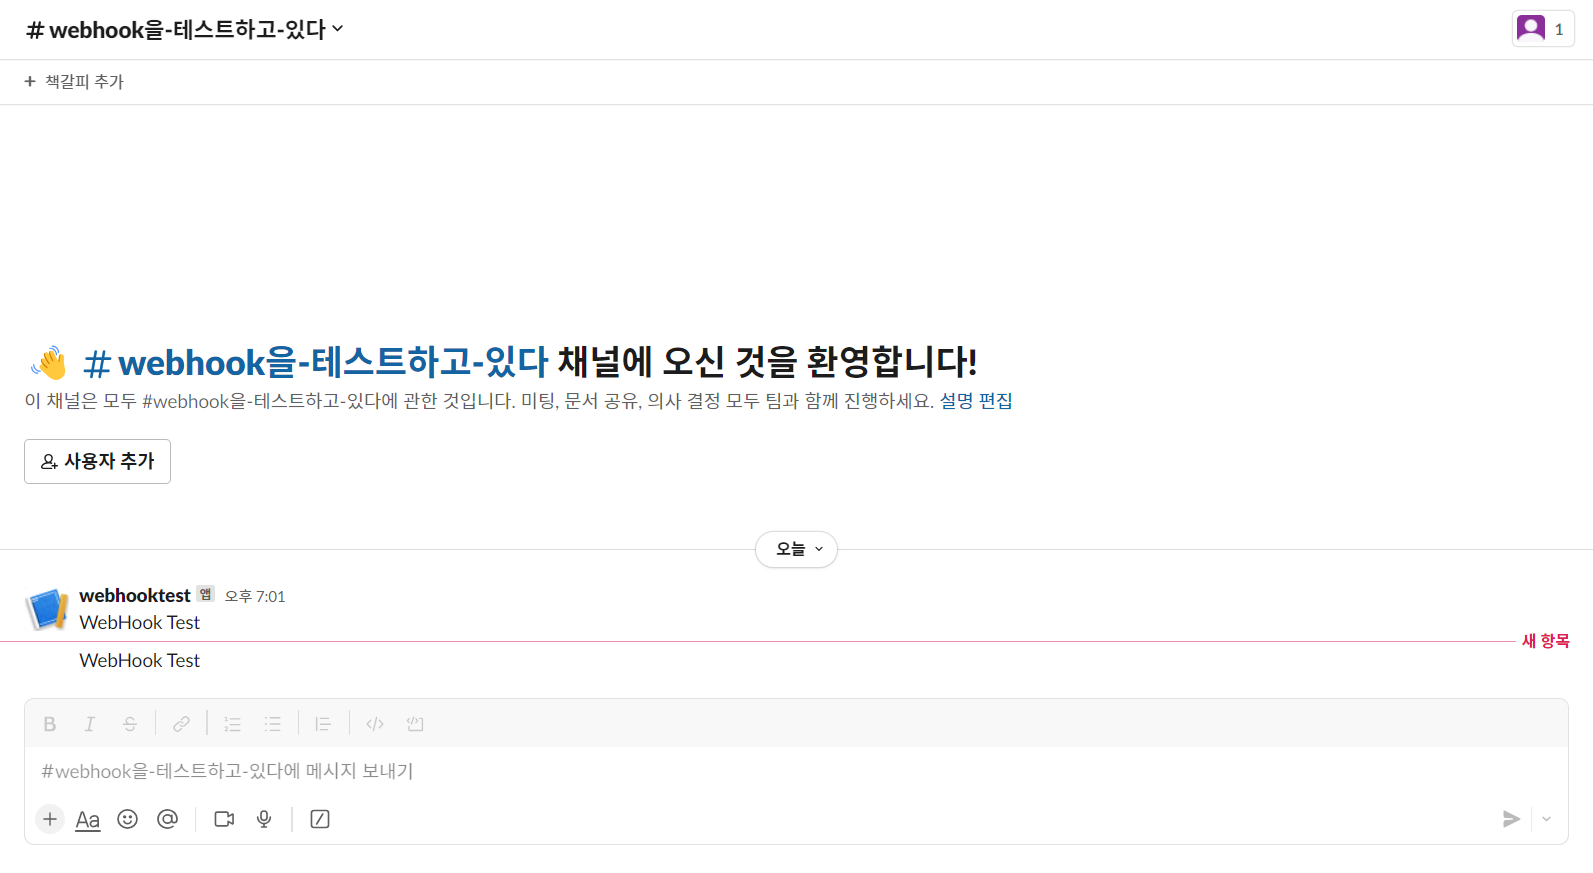 #webhook을-테스트하고-있다
1
+ 책갈피 추가
👋 #webhook을-테스트하고-있다 채널에 오신 것을 환영합니다!
이 채널은 모두 #webhook을-테스트하고-있다에 관한 것입니다. 미팅, 문서 공유, 의사 결정 모두 팀과 함께 진행하세요. 설명 편집
사용자 추가
오늘
webhooktest 앱 오후 7:01
WebHook Test
새 항목
WebHook Test
#webhook을-테스트하고-있다에 메시지 보내기
Aa